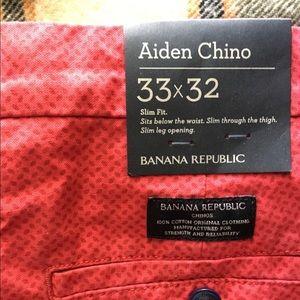 Aiden Chino
33x32
Slim Fit.
Sits below the waist. Slim through the thigh.
Slim leg opening.
BANANA REPUBLIC
BANANA REPUBLIC
CHINOS
100% COTTON ORIGINAL CLOTHING
MANUFACTURED FOR
STRENGTH AND RELIABILITY